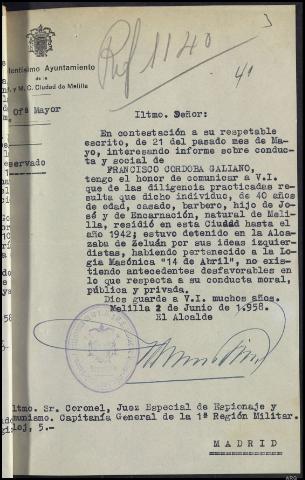 3
Ref 1140
41
lentísimo Ayuntamiento
de la
y M. C. Ciudad de Melilla
Ofª Mayor
eservado
Iltmo. Señor:
En contestación a su respetable
escrito, de 21 del pasado mes de Ma-
yo, interesando informe sobre conduc-
ta y social de
FRANCISCO CORDOBA GALIANO,
tengo el honor de comunicar a V.I.
que de las diligencia practicadas re-
sulta que dicho individuo, de 40 años
de edad, casado, barbero, hijo de Jo-
sé y de Encarnación, natural de Meli-
lla, residió en esta Ciudad hasta el
año 1942; estuvo detenido en la Alca-
zaba de Zeluán por sus ideas izquier-
distas, habiendo pertenecido a la Lo-
gia Masónica "14 de Abril", no exis-
tiendo antecedentes desfavorables en
lo que respecta a su conducta moral,
pública y privada.
Dios guarde a V.I. muchos años.
Melilla 2 de Junio de 1.958.
El Alcalde
ltmo. Sr. Coronel, Juez Especial de Espionaje y
munismo. Capitanía General de la 1ª Región Militar.
loj, 5.-
M A D R I D